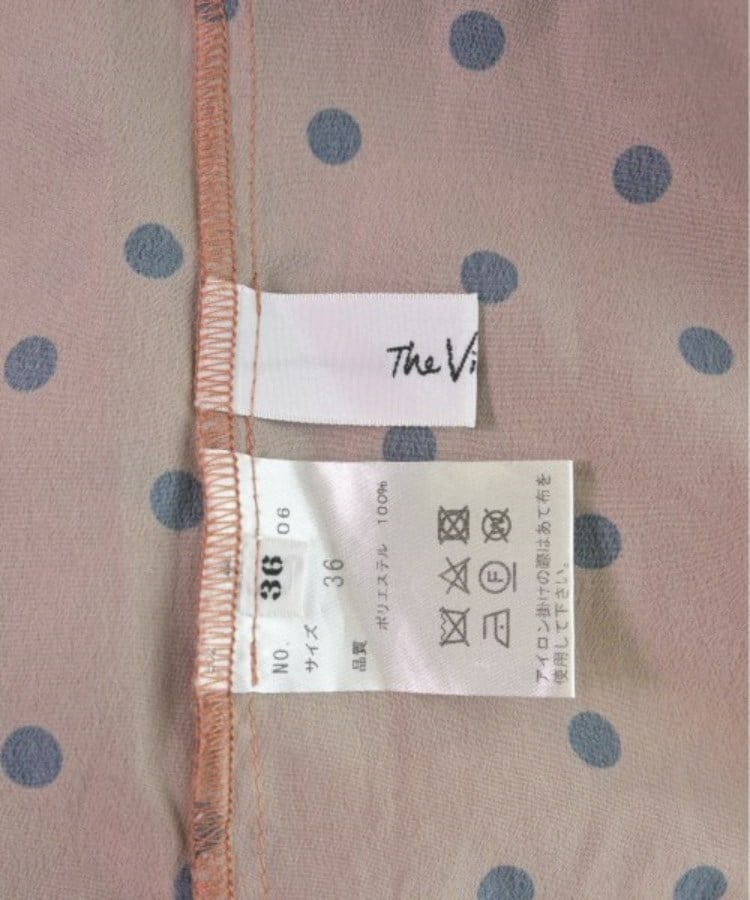 The Vi
36
NO. 06
サイズ 36
品質 ポリエステル 100%
F W
アイロン掛けの際はあて布を
使用して下さい。